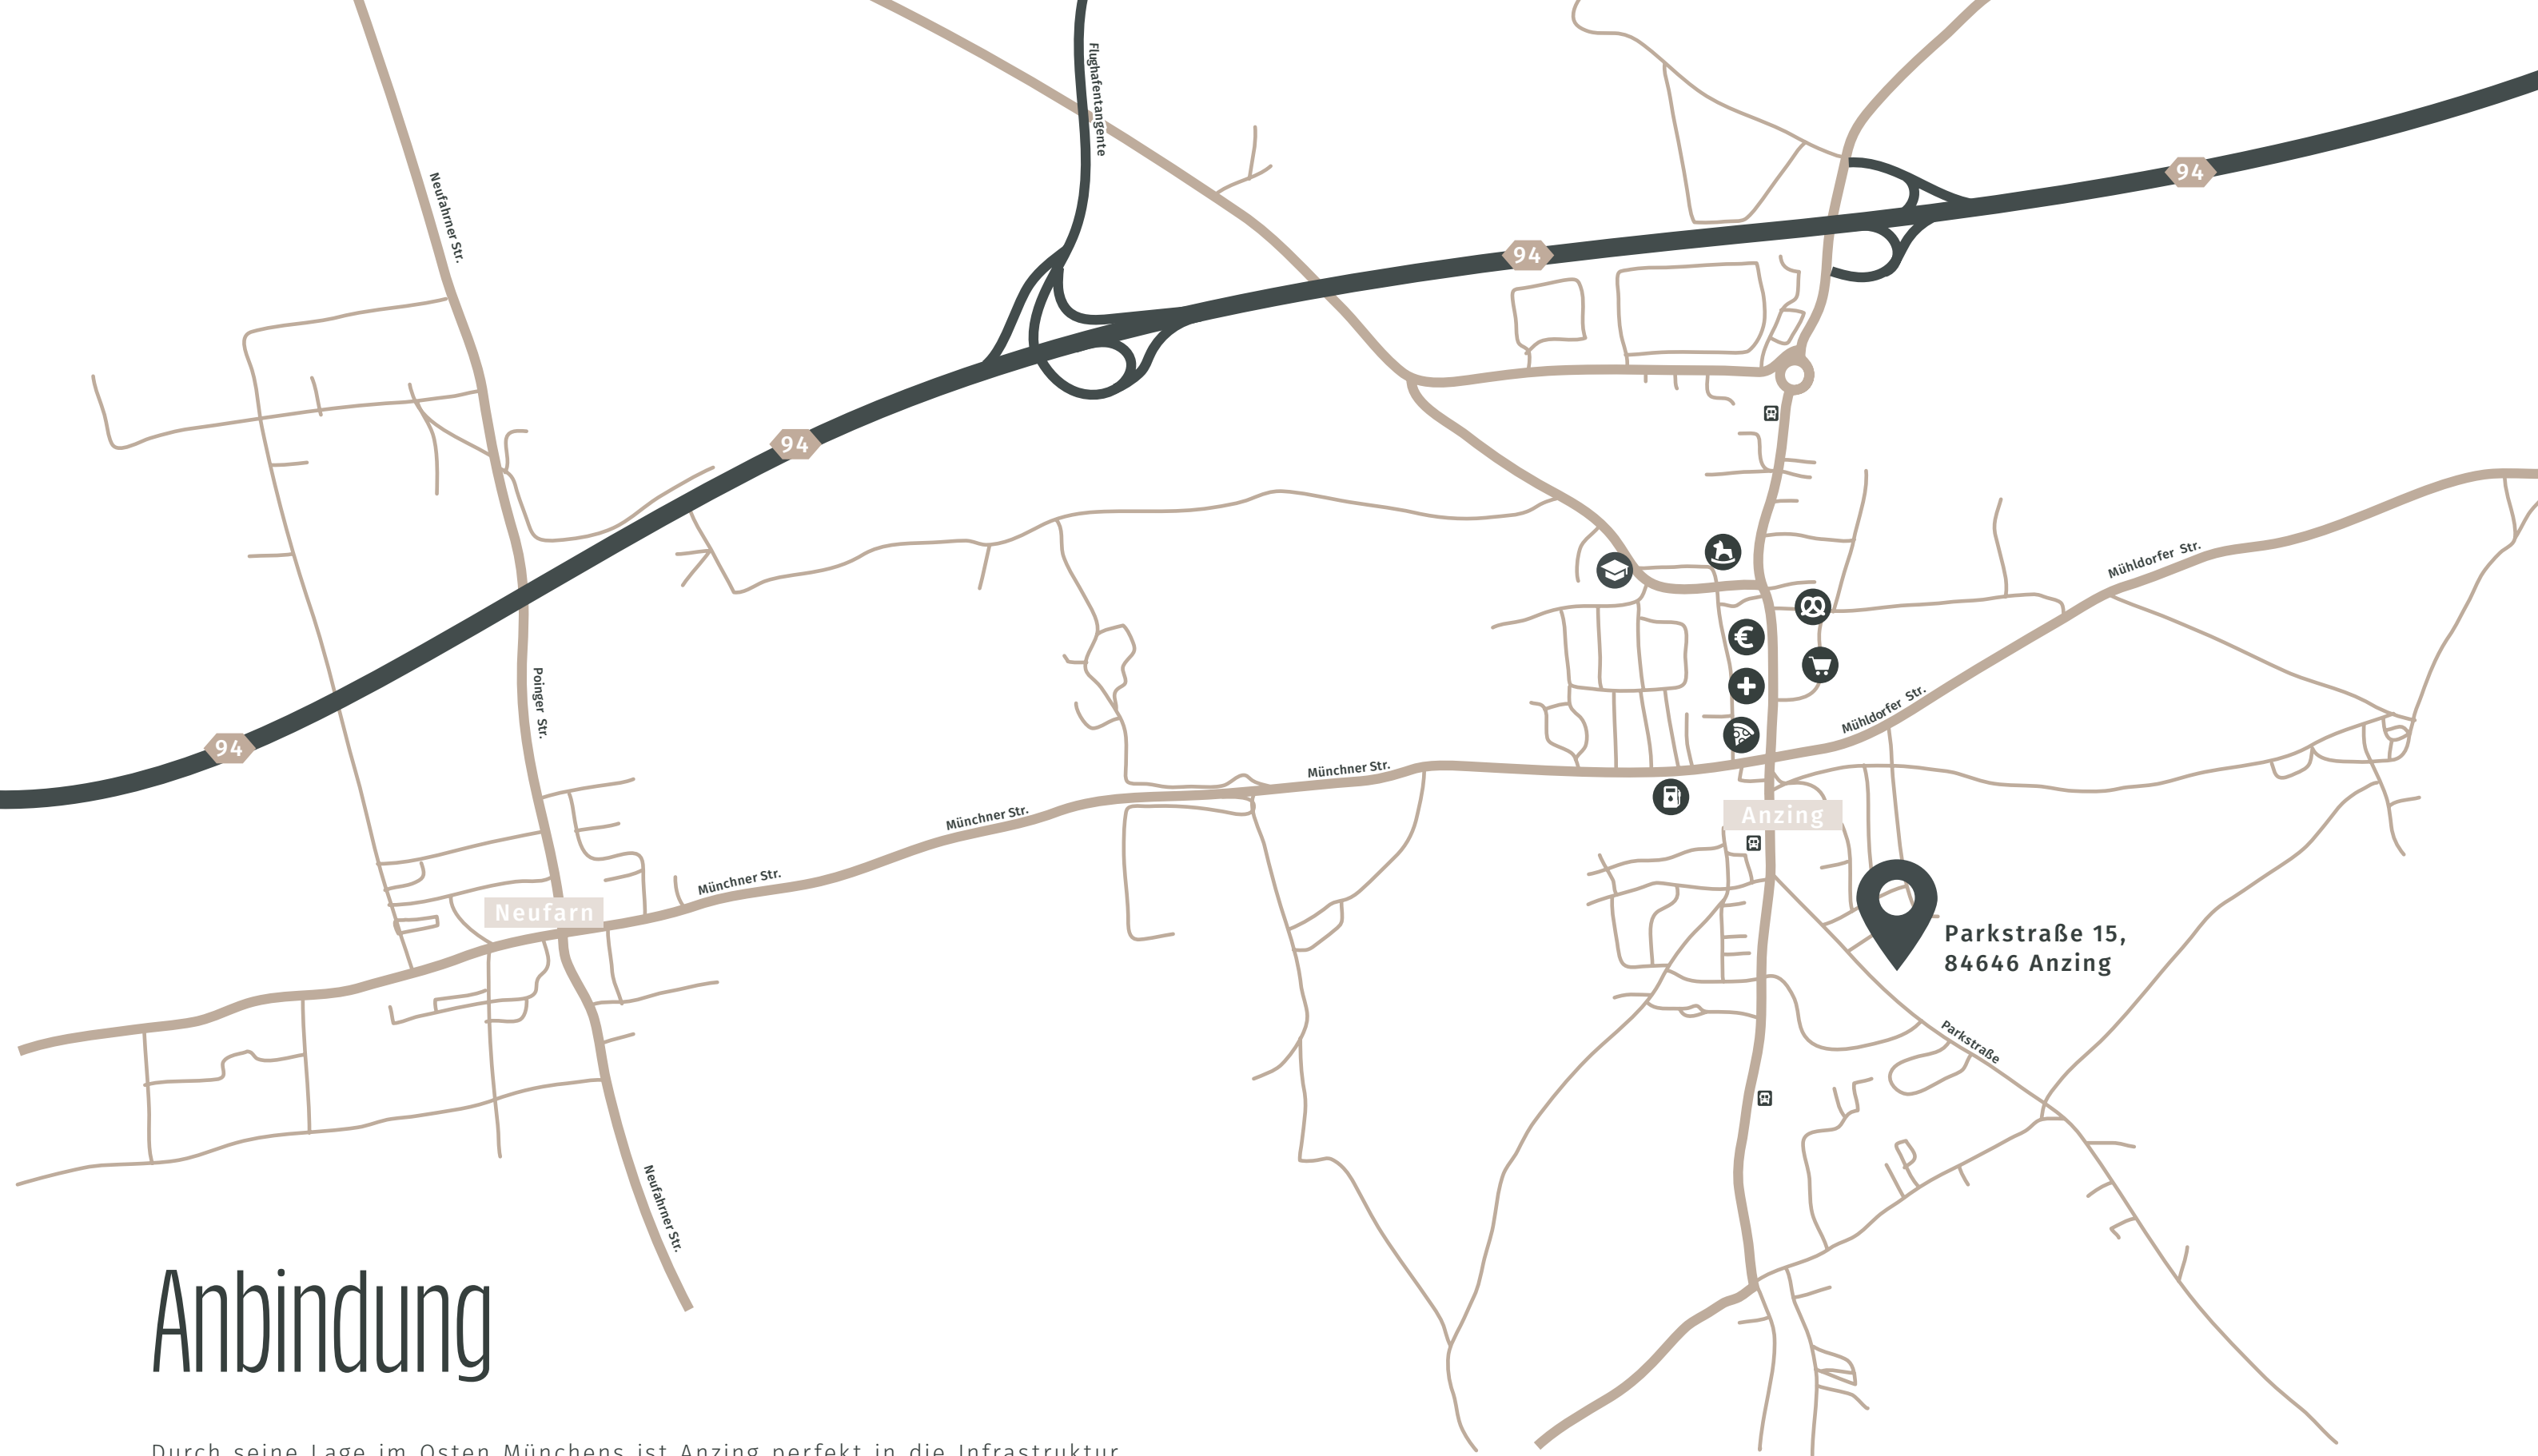 Flughafentangente
94
Neufahrner Str.
94
94
Mühldorfer Str.
Poinger Str.
Mühldorfer Str.
94
Münchner Str.
Münchner Str.
Anzing
Münchner Str.
Neufarn
Parkstraße 15,
84646 Anzing
Parkstraße
Neufahrner Str.
Anbindung
Durch seine Lage im Osten Münchens ist Anzing perfekt in die Infrastruktur